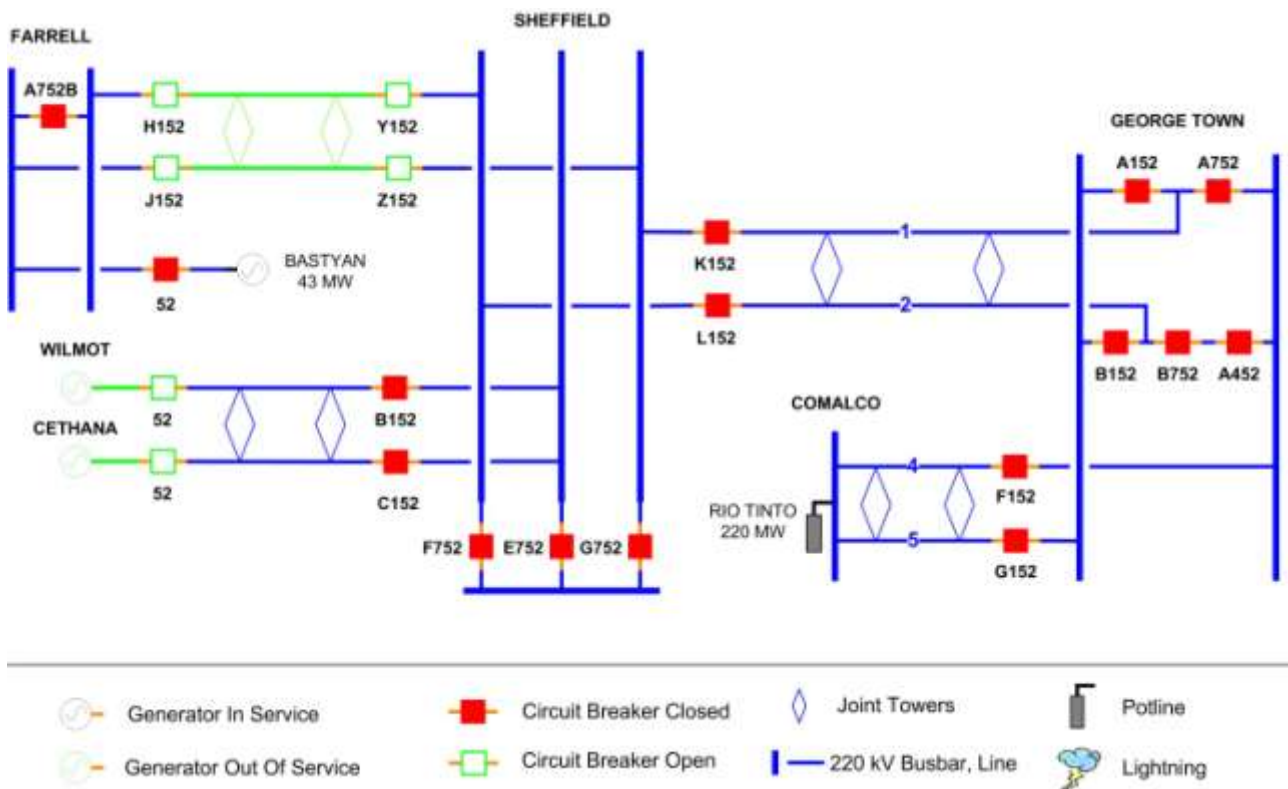 SHEFFIELD
FARRELL
A752B
H152
Y152
J152
Z152
BASTYAN
43 MW
52
GEORGE TOWN
A152 A752
1
K152
2
L152
B152 B752 A452
WILMOT
52
B152
CETHANA
52
C152
COMALCO
4
F152
RIO TINTO
220 MW
5
G152
F752 E752 G752
Generator In Service
Circuit Breaker Closed
Joint Towers
Potline
Generator Out Of Service
Circuit Breaker Open
220 kV Busbar, Line
Lightning